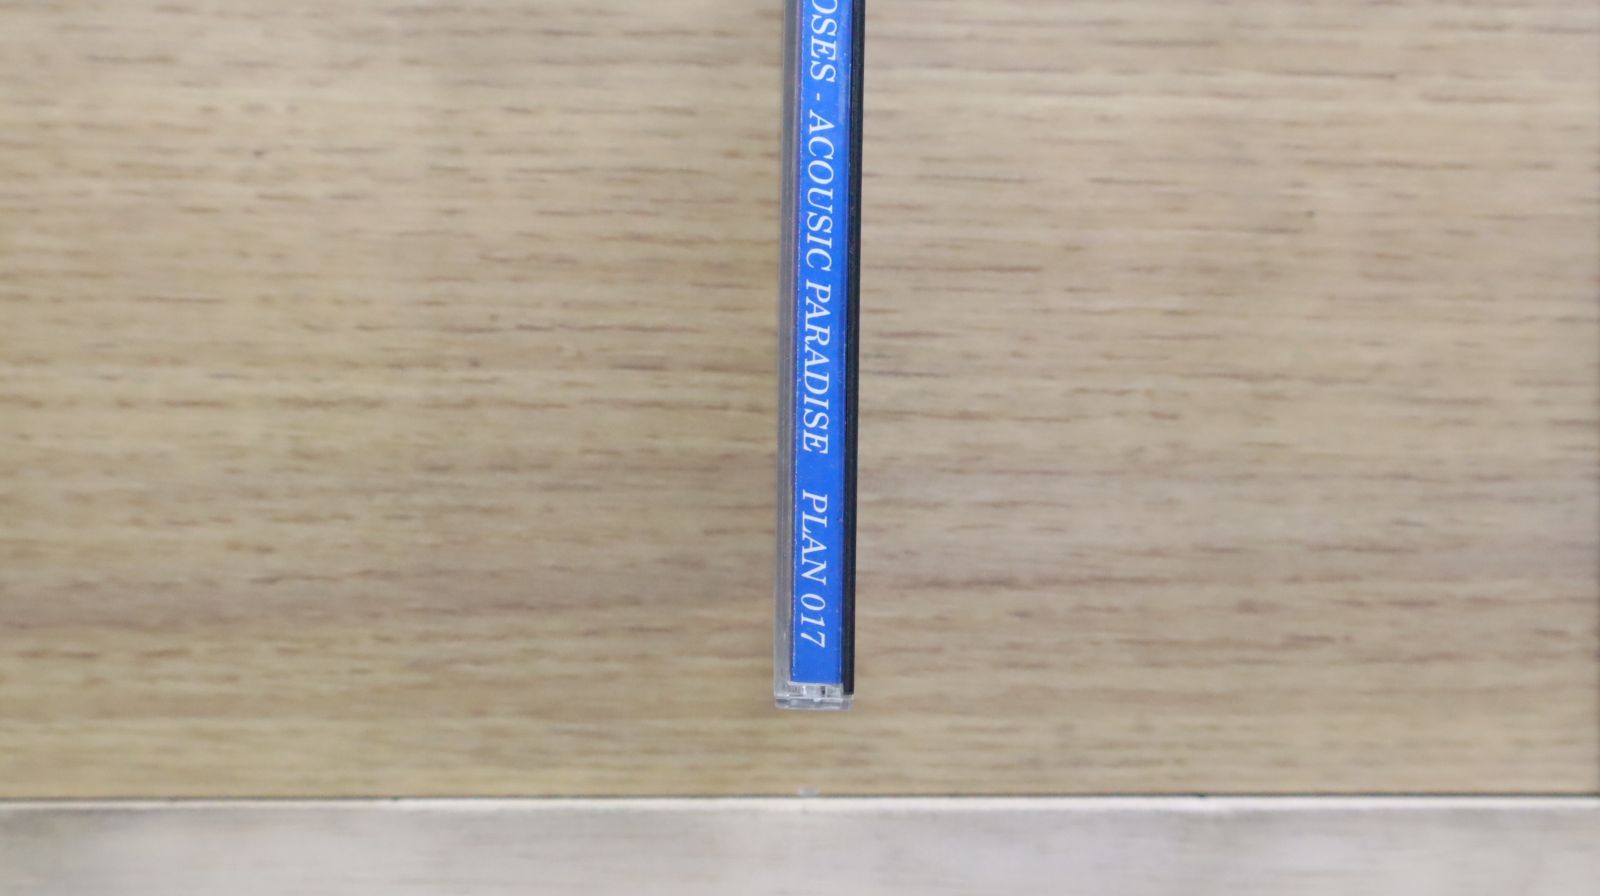 OSES - ACOUSIC PARADISE PLAN 017